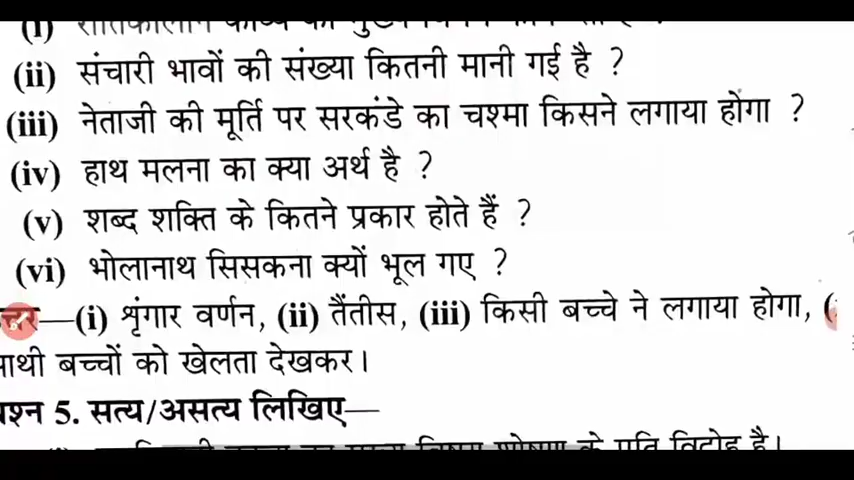 (ii) संचारी भावों की संख्या कितनी मानी गई है ?
(iii) नेताजी की मूर्ति पर सरकंडे का चश्मा किसने लगाया होगा ?
(iv) हाथ मलना का क्या अर्थ है ?
(v) शब्द शक्ति के कितने प्रकार होते हैं ?
(vi) भोलानाथ सिसकना क्यों भूल गए ?
—(i) श्रृंगार वर्णन, (ii) तैंतीस, (iii) किसी बच्चे ने लगाया होगा,
बच्चों को खेलता देखकर।
5. सत्य/असत्य लिखिए—